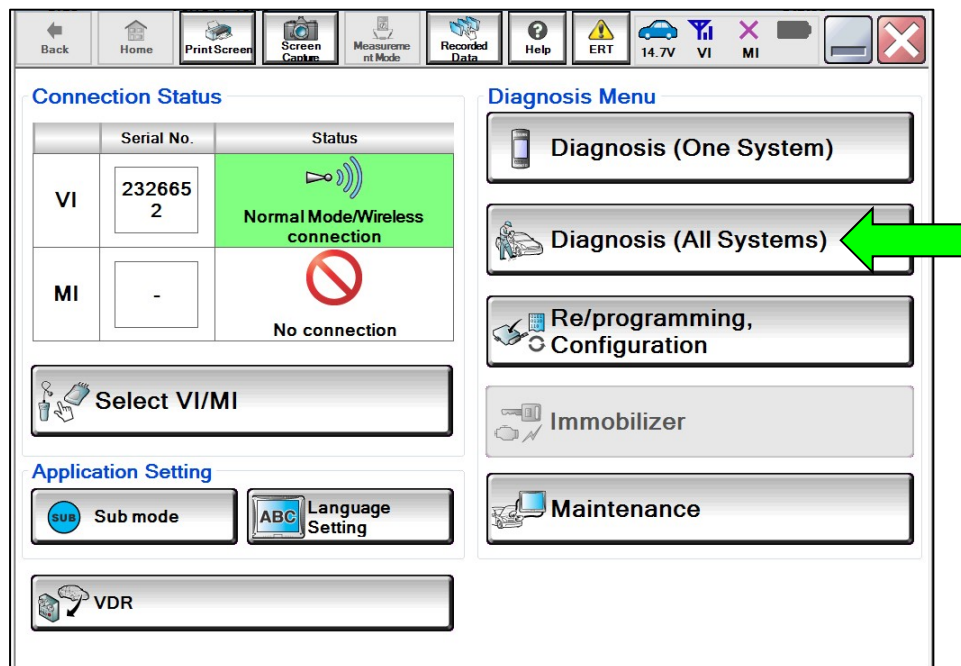 Back
Home
Print Screen
Screen
Capture
Measureme
nt Mode
Recorded
Data
Help
ERT
14.7V
VI
MI
Connection Status
Serial No.
Status
VI
232665
2
Normal Mode/Wireless
connection
MI
-
No connection
Select VI/MI
Application Setting
SUB
Sub mode
ABC
Language
Setting
VDR
Diagnosis Menu
Diagnosis (One System)
Diagnosis (All Systems)
Re/programming,
Configuration
Immobilizer
Maintenance